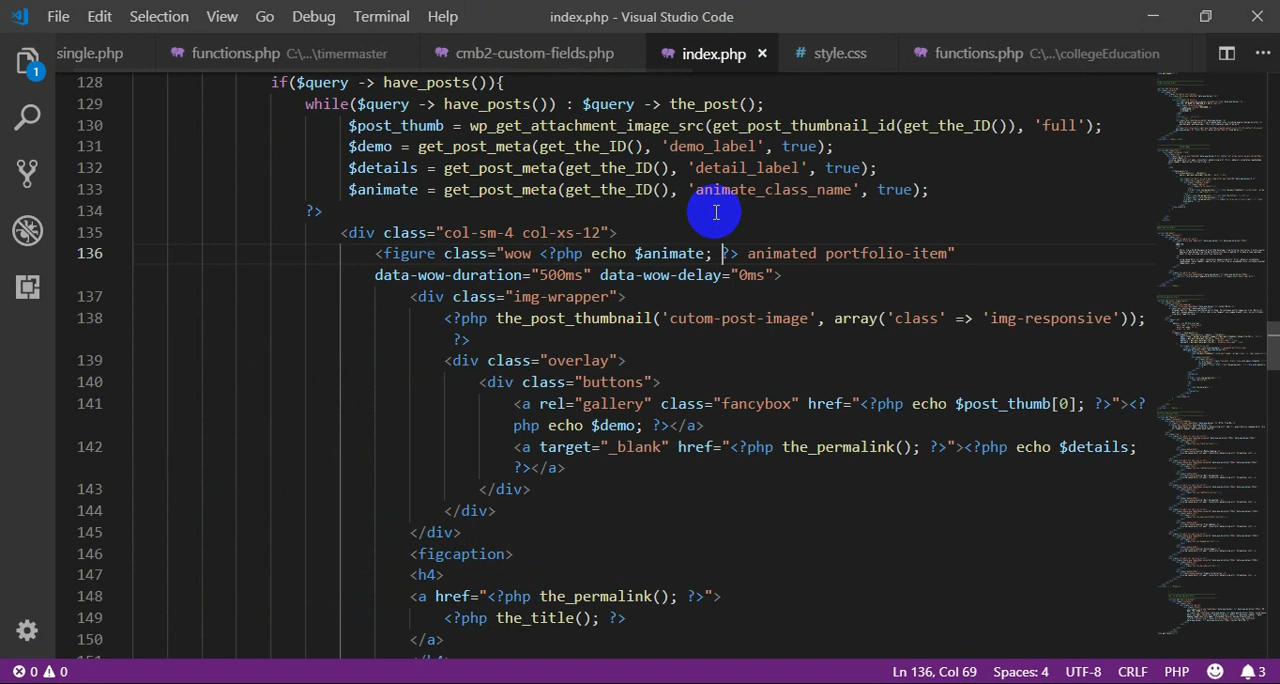 File Edit Selection View Go Debug Terminal Help index.php - Visual Studio Code
single.php functions.php C:\...\timermaster cmb2-custom-fields.php index.php style.css functions.php C:\...\collegeEducation
1
128 if($query -> have_posts()){
129 while($query -> have_posts()) : $query -> the_post();
130 $post_thumb = wp_get_attachment_image_src(get_post_thumbnail_id(get_the_ID()), 'full');
131 $demo = get_post_meta(get_the_ID(), 'demo_label', true);
132 $details = get_post_meta(get_the_ID(), 'detail_label', true);
133 $animate = get_post_meta(get_the_ID(), 'animate_class_name', true);
134 ?>
135 <div class="col-sm-4 col-xs-12">
136 <figure class="wow <?php echo $animate; ?> animated portfolio-item"
data-wow-duration="500ms" data-wow-delay="0ms">
137 <div class="img-wrapper">
138 <?php the_post_thumbnail('cutom-post-image', array('class' => 'img-responsive'));
?>
139 <div class="overlay">
140 <div class="buttons">
141 <a rel="gallery" class="fancybox" href="<?php echo $post_thumb[0]; ?>"><?
php echo $demo; ?></a>
142 <a target="_blank" href="<?php the_permalink(); ?>"><?php echo $details;
?></a>
143 </div>
144 </div>
145 </div>
146 <figcaption>
147 <h4>
148 <a href="<?php the_permalink(); ?>">
149 <?php the_title(); ?>
150 </a>
0 0 Ln 136, Col 69 Spaces: 4 UTF-8 CRLF PHP 3